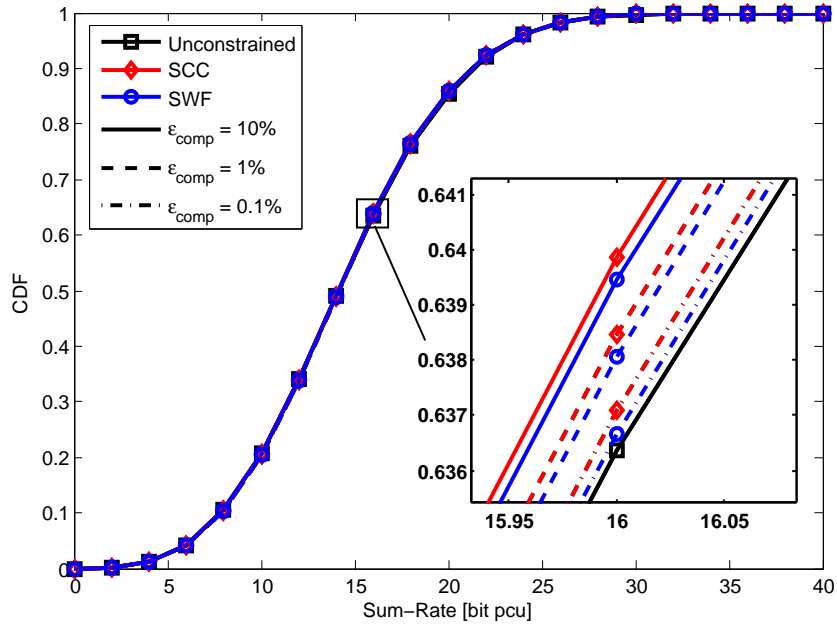 1
0.9
0.8
0.7
0.6
0.5
0.4
0.3
0.2
0.1
0
CDF
Unconstrained
SCC
SWF
εcomp = 10%
εcomp = 1%
εcomp = 0.1%
0.641
0.64
0.639
0.638
0.637
0.636
15.95 16 16.05
0 5 10 15 20 25 30 35 40
Sum−Rate [bit pcu]